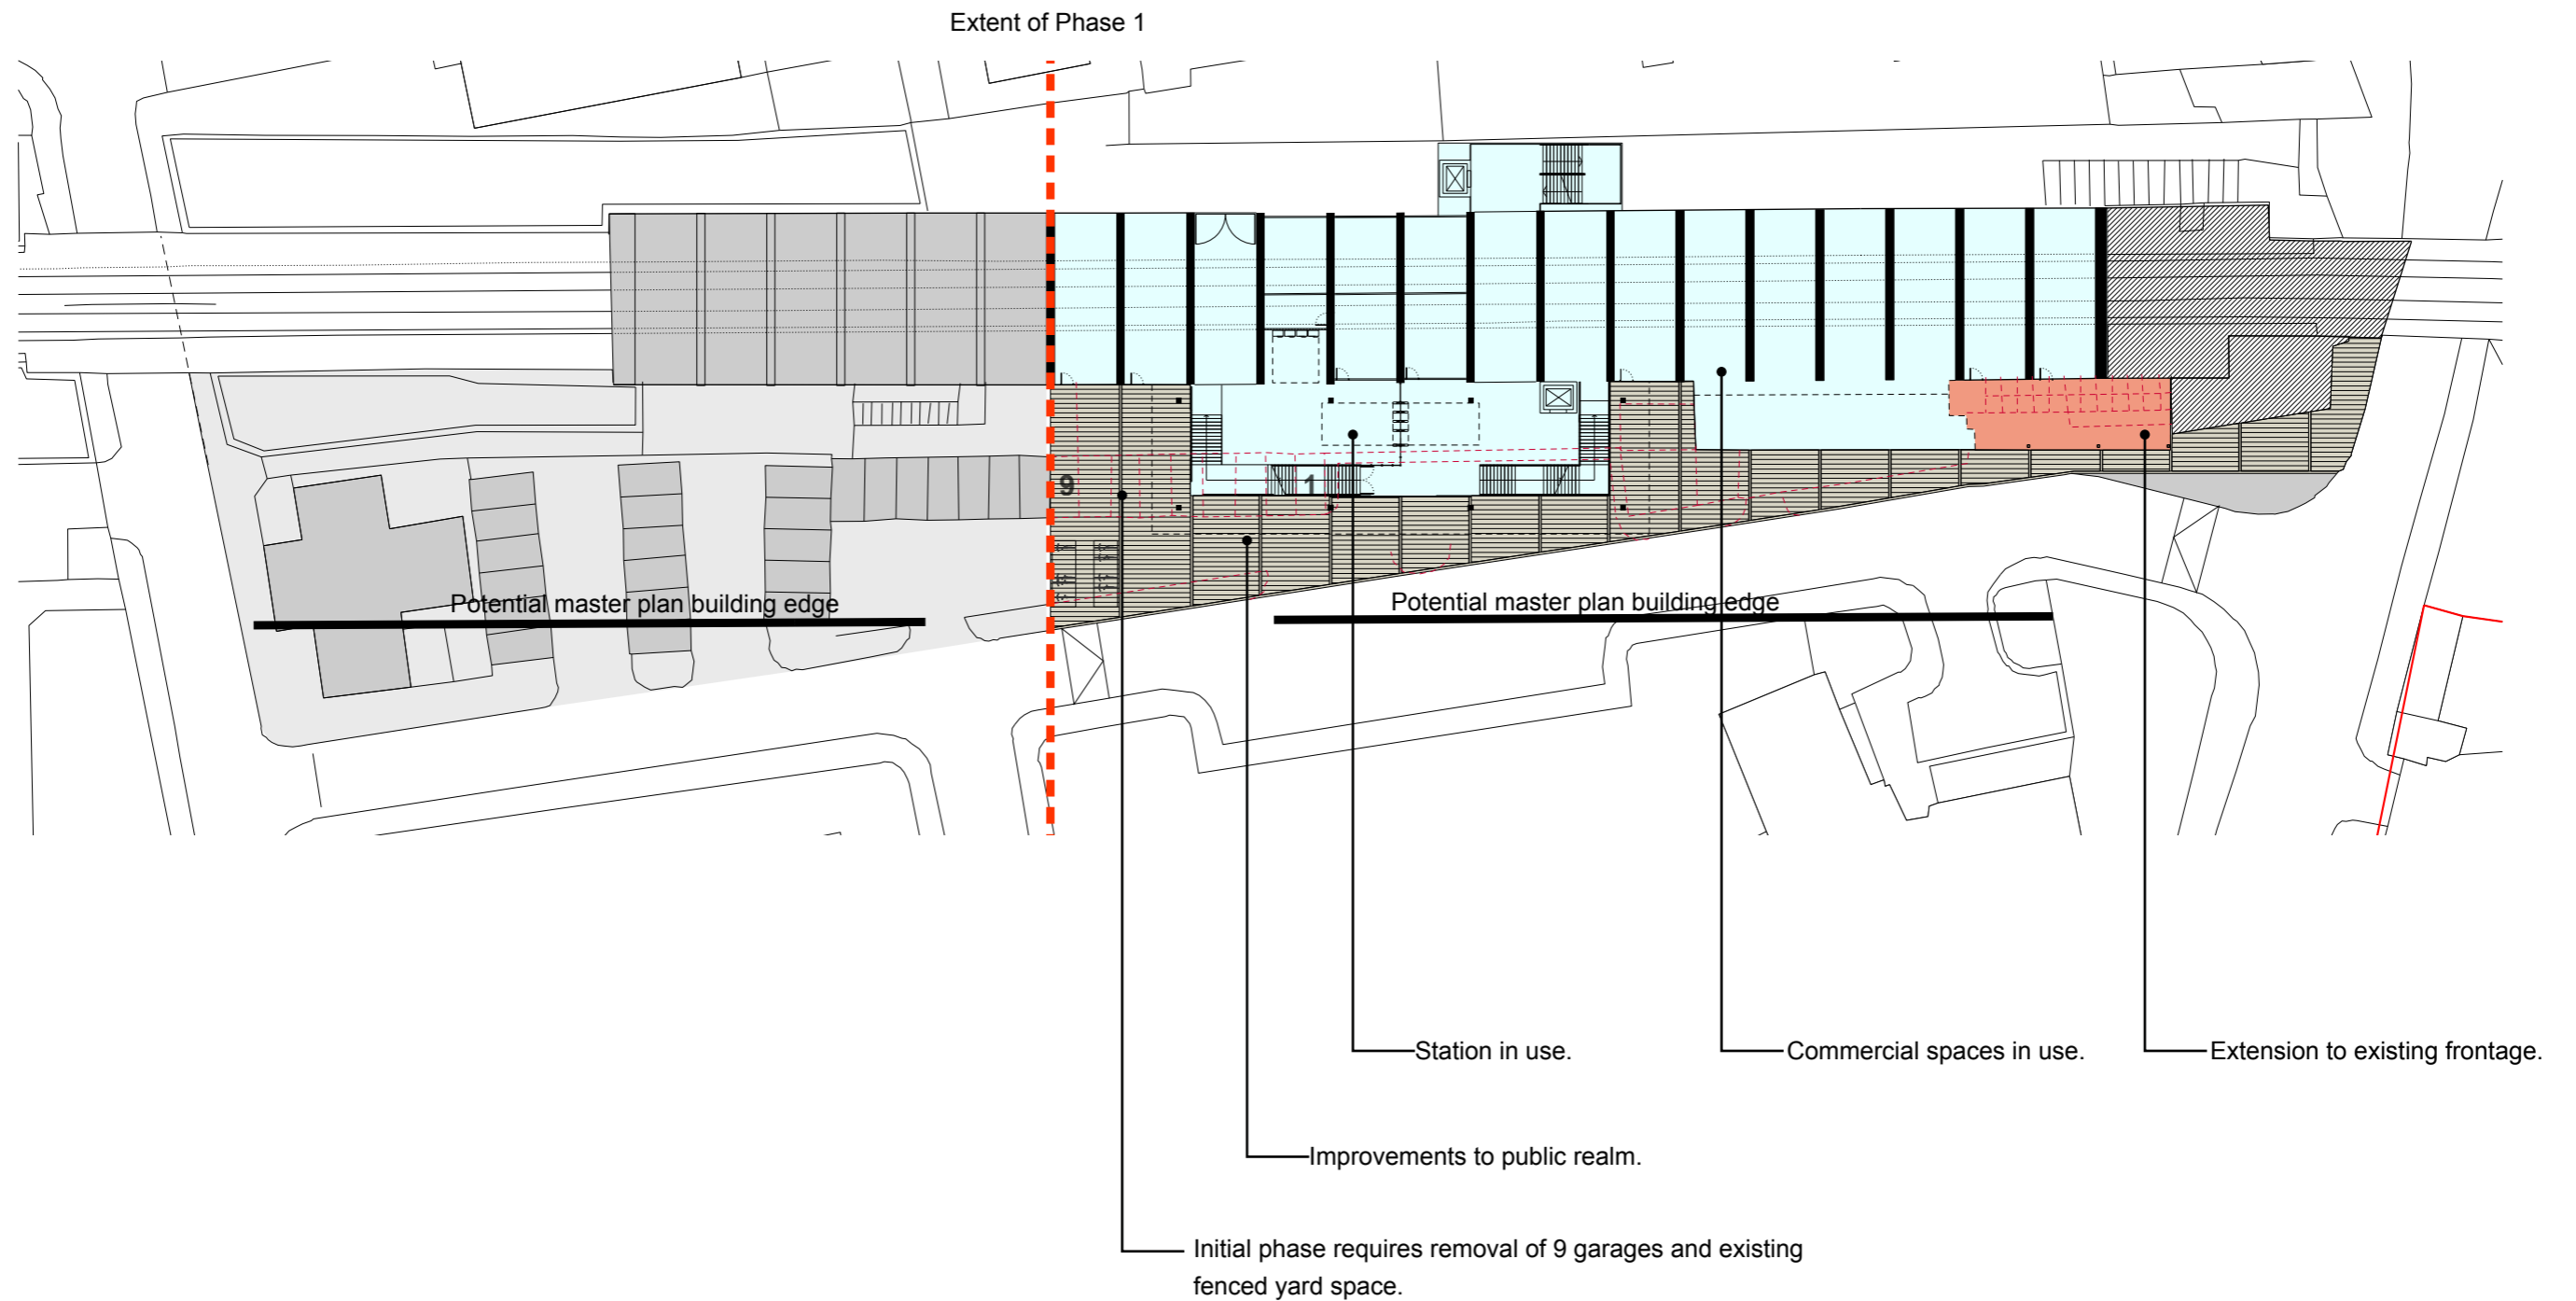 Extent of Phase 1
9
1
Potential master plan building edge
Potential master plan building edge
Station in use.
Commercial spaces in use.
Extension to existing frontage.
Improvements to public realm.
Initial phase requires removal of 9 garages and existing
fenced yard space.